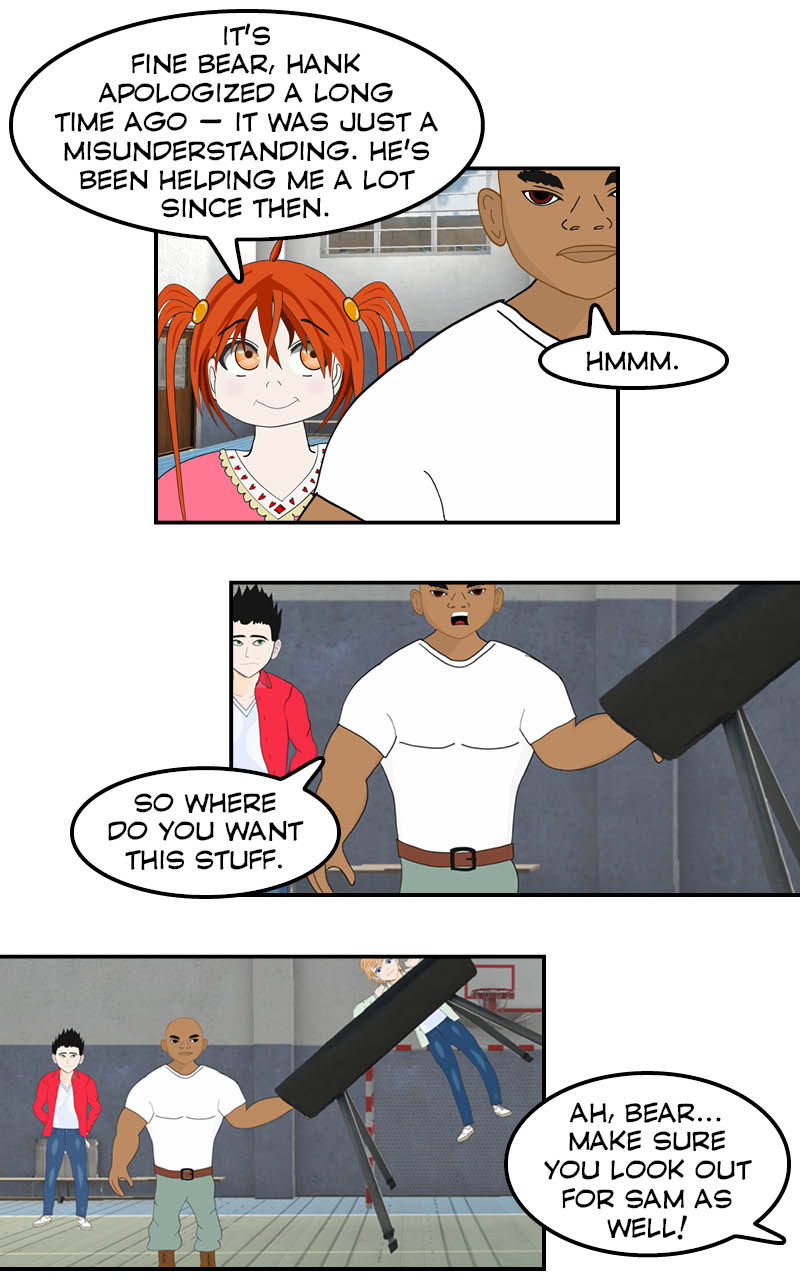 IT'S
FINE BEAR, HANK
APOLOGIZED A LONG
TIME AGO – IT WAS JUST A
MISUNDERSTANDING. HE'S
BEEN HELPING ME A LOT
SINCE THEN.
HMMM.
SO WHERE
DO YOU WANT
THIS STUFF.
AH, BEAR...
MAKE SURE
YOU LOOK OUT
FOR SAM AS
WELL!